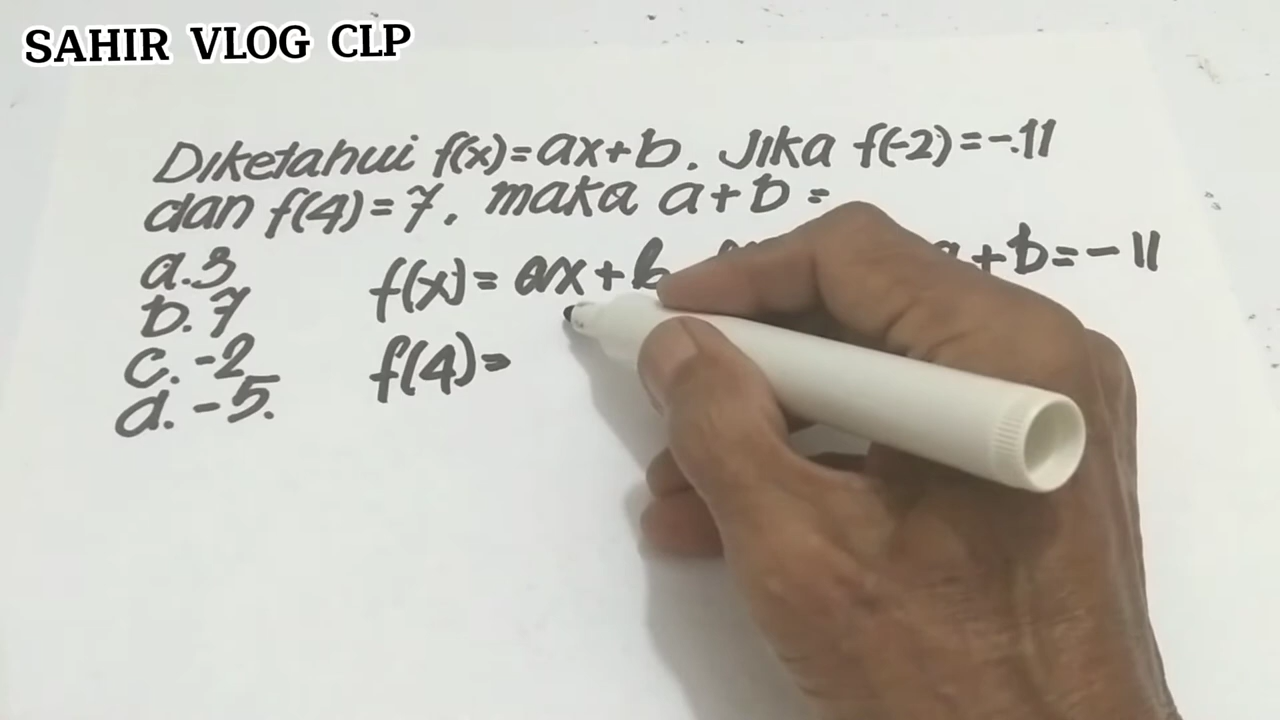 SAHIR VLOG CLP
Diketahui f(x)=ax+b. Jika f(-2)=-11
dan f(4)=7, maka a+b=
a. 3
b. 7
c. -2
d. -5.
f(x)= ax+b
+b=-11
f(4)=